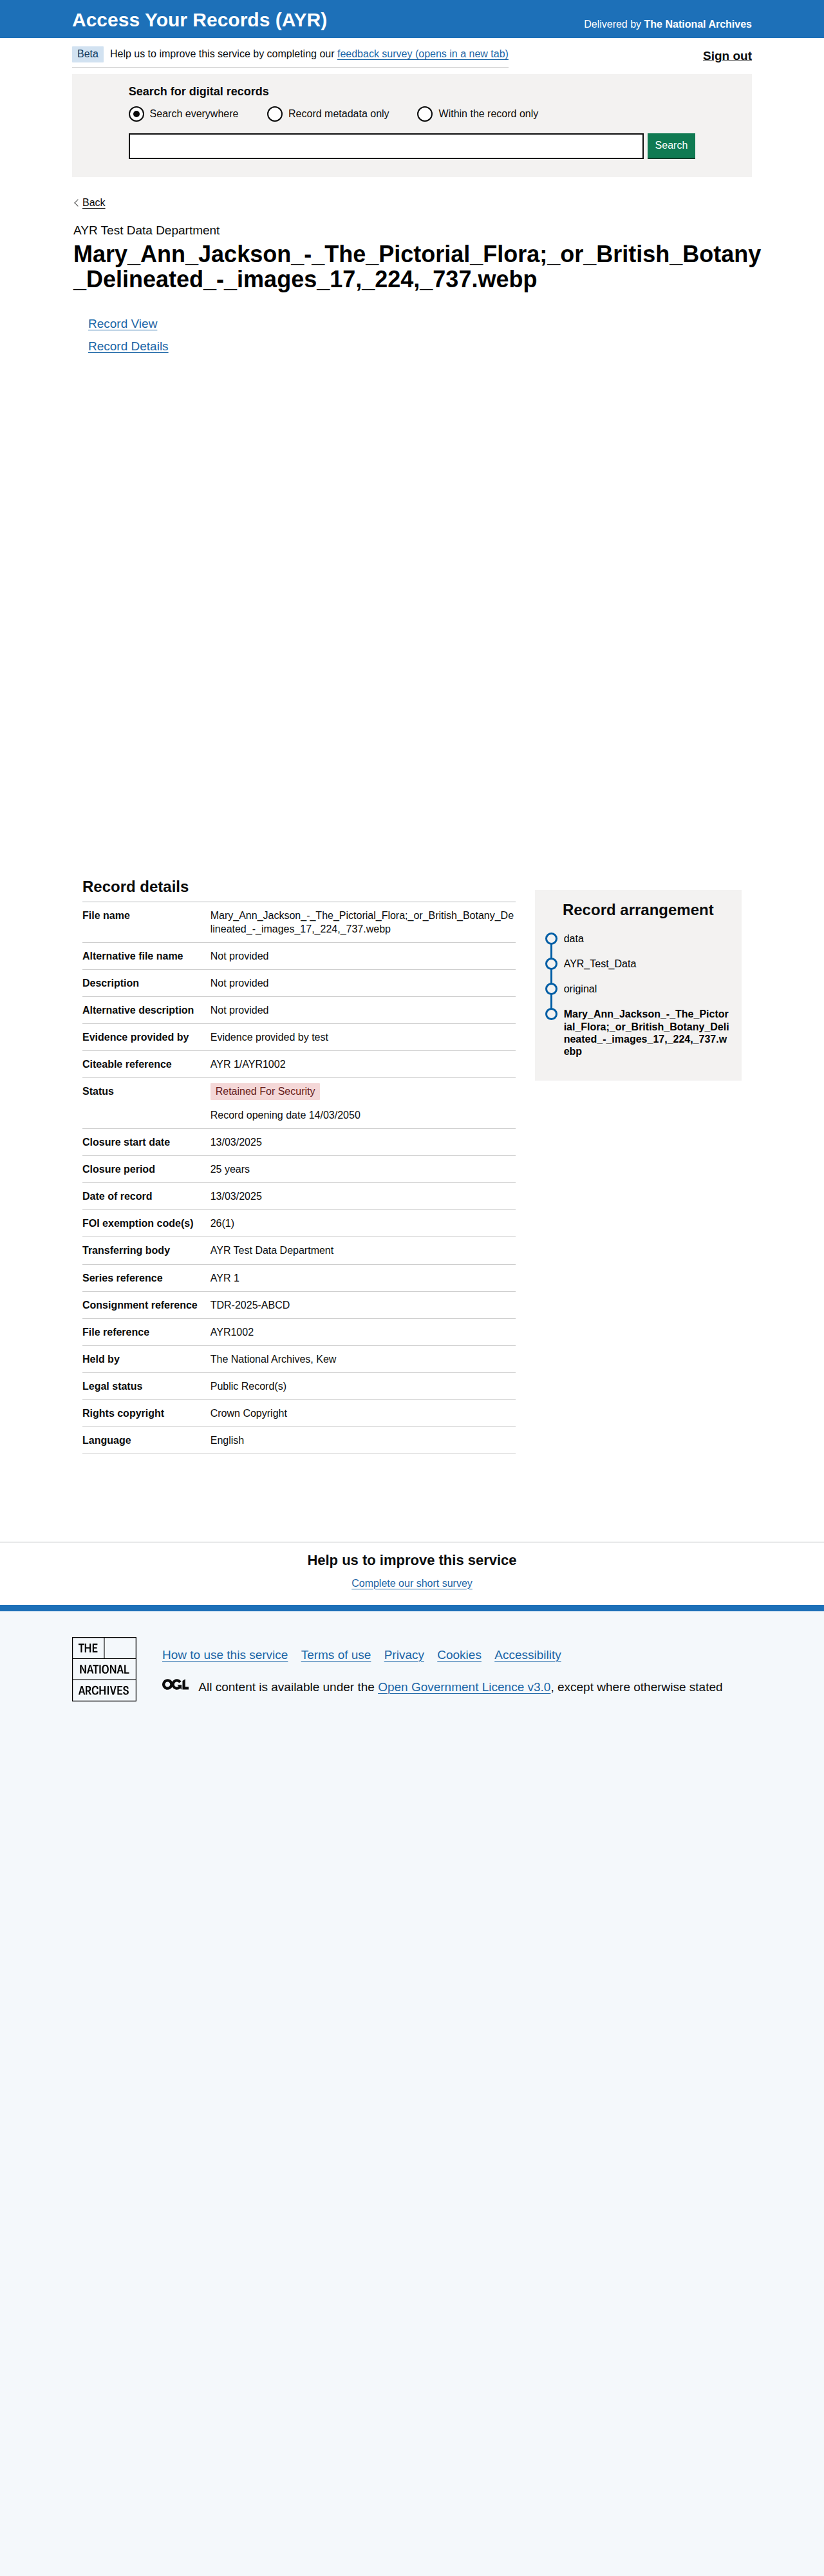 Access Your Records (AYR)
Delivered by The National Archives
Beta Help us to improve this service by completing our feedback survey (opens in a new tab)
Sign out
Search for digital records
Search everywhere Record metadata only Within the record only
Search
Back
AYR Test Data Department
Mary_Ann_Jackson_-_The_Pictorial_Flora;_or_British_Botany
_Delineated_-_images_17,_224,_737.webp
Record View
Record Details
Record details
File name Mary_Ann_Jackson_-_The_Pictorial_Flora;_or_British_Botany_De
lineated_-_images_17,_224,_737.webp
Alternative file name Not provided
Description Not provided
Alternative description Not provided
Evidence provided by Evidence provided by test
Citeable reference AYR 1/AYR1002
Status Retained For Security
Record opening date 14/03/2050
Closure start date 13/03/2025
Closure period 25 years
Date of record 13/03/2025
FOI exemption code(s) 26(1)
Transferring body AYR Test Data Department
Series reference AYR 1
Consignment reference TDR-2025-ABCD
File reference AYR1002
Held by The National Archives, Kew
Legal status Public Record(s)
Rights copyright Crown Copyright
Language English
Record arrangement
data
AYR_Test_Data
original
Mary_Ann_Jackson_-_The_Pictor
ial_Flora;_or_British_Botany_Deli
neated_-_images_17,_224,_737.w
ebp
Help us to improve this service
Complete our short survey
THE
NATIONAL
ARCHIVES
How to use this service Terms of use Privacy Cookies Accessibility
OGL All content is available under the Open Government Licence v3.0, except where otherwise stated